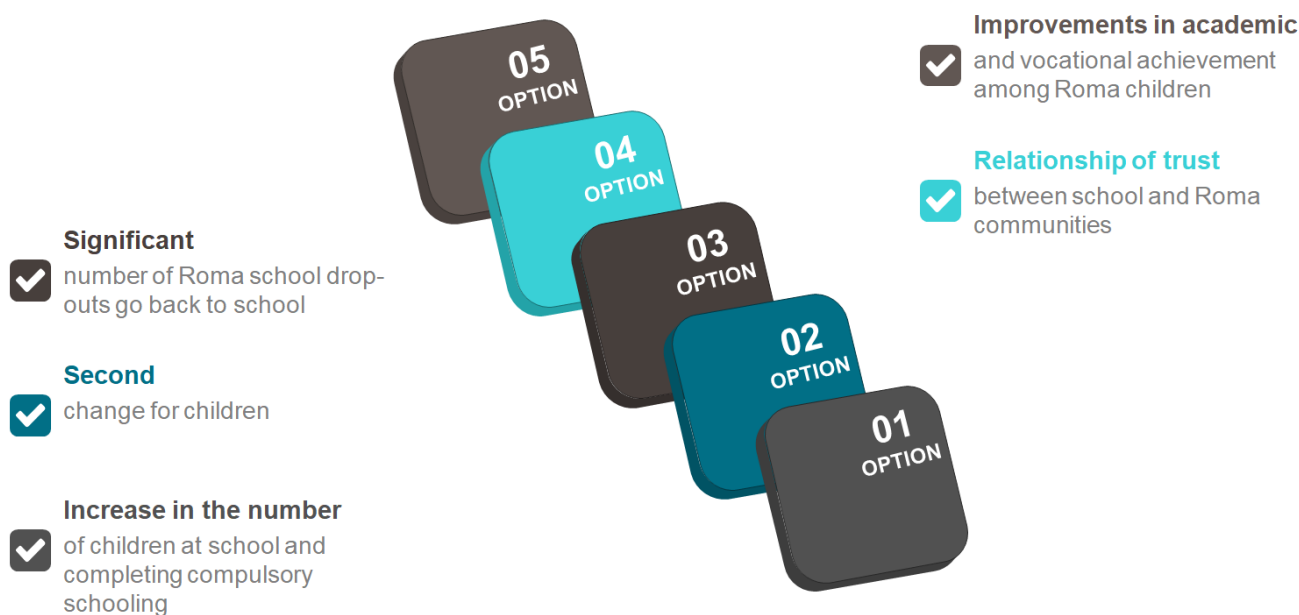 Significant
number of Roma school drop-
outs go back to school
Second
change for children
Increase in the number
of children at school and
completing compulsory
schooling
05
OPTION
04
OPTION
03
OPTION
02
OPTION
01
OPTION
Improvements in academic
and vocational achievement
among Roma children
Relationship of trust
between school and Roma
communities